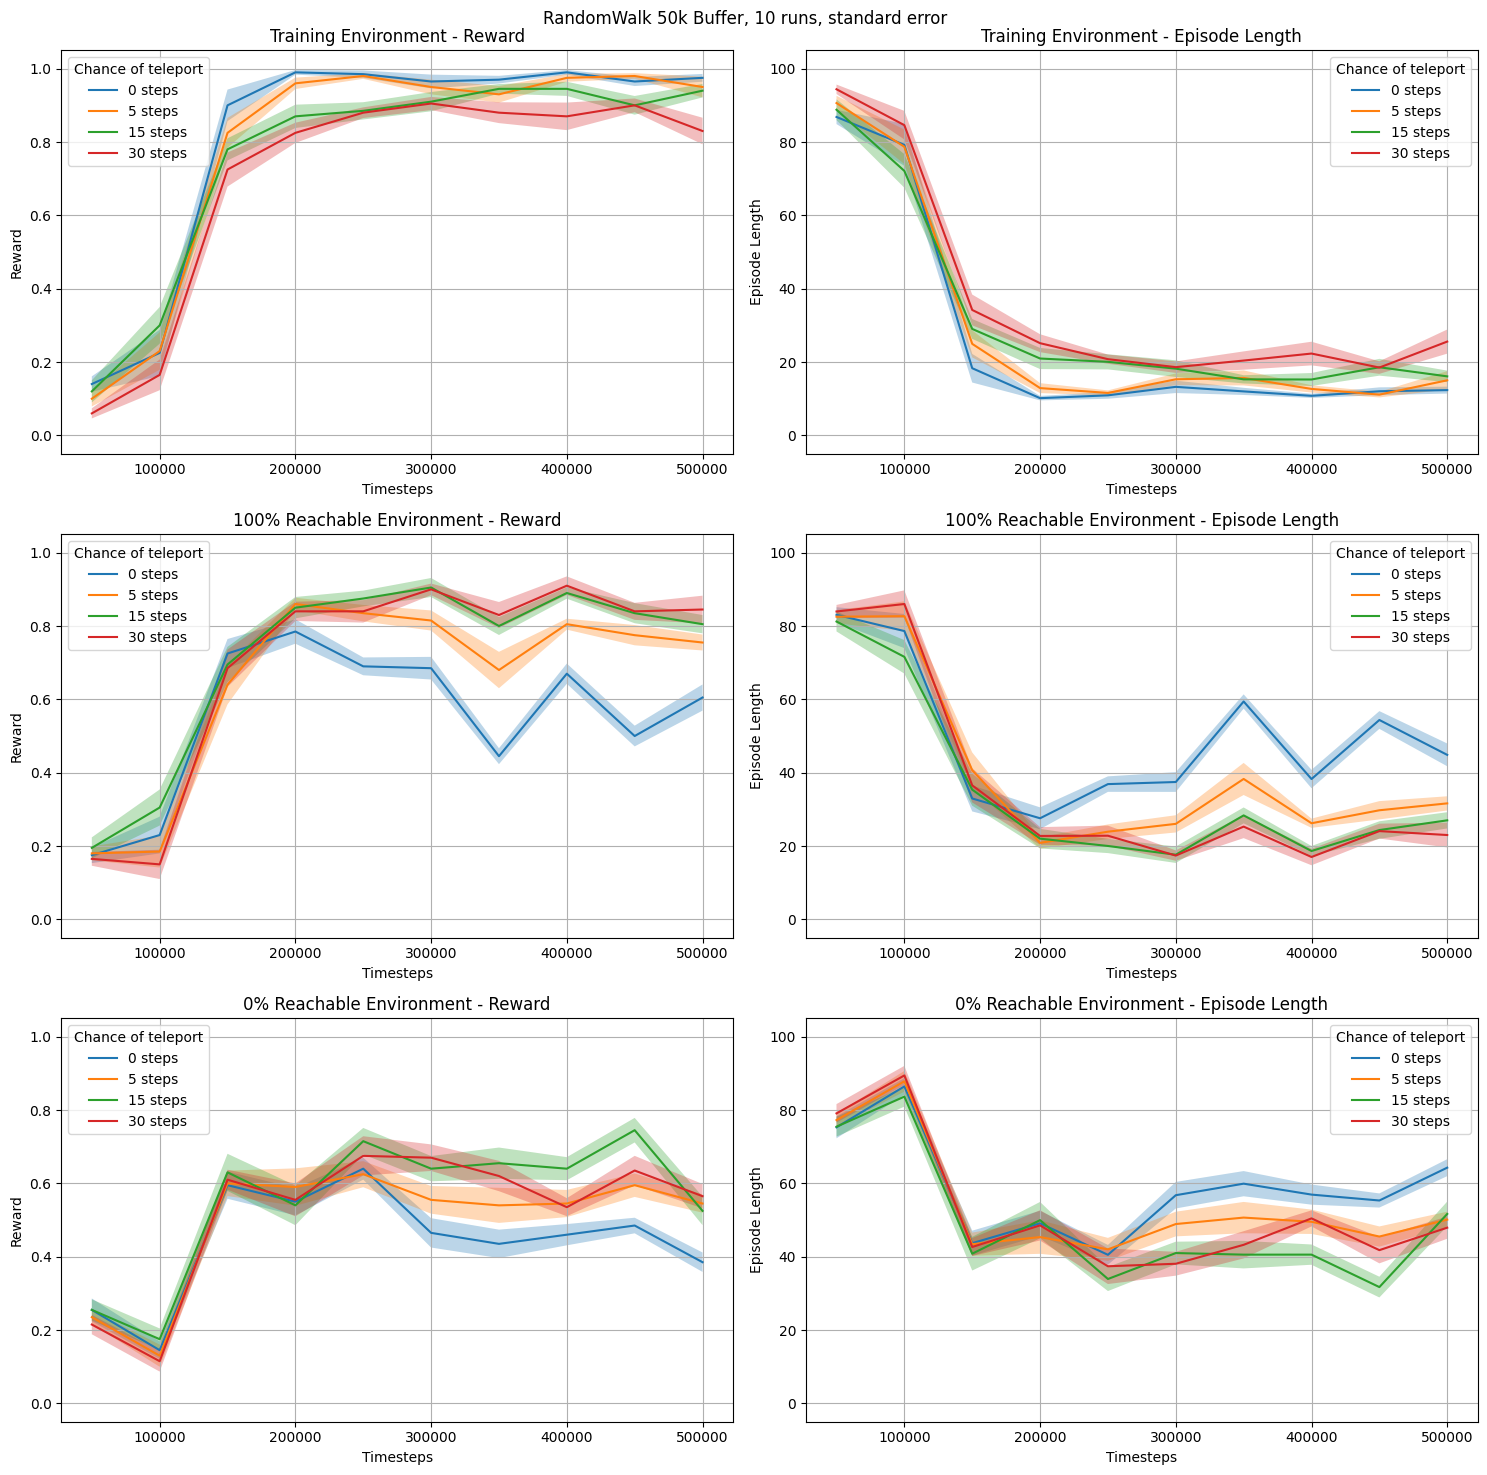 RandomWalk 50k Buffer, 10 runs, standard error
Training Environment - Reward
1.0
0.8
0.6
0.4
0.2
0.0
Reward
Chance of teleport
0 steps
5 steps
15 steps
30 steps
100000 200000 300000 400000 500000
Timesteps
Training Environment - Episode Length
100
80
60
40
20
0
Episode Length
Chance of teleport
0 steps
5 steps
15 steps
30 steps
100000 200000 300000 400000 500000
Timesteps
100% Reachable Environment - Reward
1.0
0.8
0.6
0.4
0.2
0.0
Reward
Chance of teleport
0 steps
5 steps
15 steps
30 steps
100000 200000 300000 400000 500000
Timesteps
100% Reachable Environment - Episode Length
100
80
60
40
20
0
Episode Length
Chance of teleport
0 steps
5 steps
15 steps
30 steps
100000 200000 300000 400000 500000
Timesteps
0% Reachable Environment - Reward
1.0
0.8
0.6
0.4
0.2
0.0
Reward
Chance of teleport
0 steps
5 steps
15 steps
30 steps
100000 200000 300000 400000 500000
Timesteps
0% Reachable Environment - Episode Length
100
80
60
40
20
0
Episode Length
Chance of teleport
0 steps
5 steps
15 steps
30 steps
100000 200000 300000 400000 500000
Timesteps